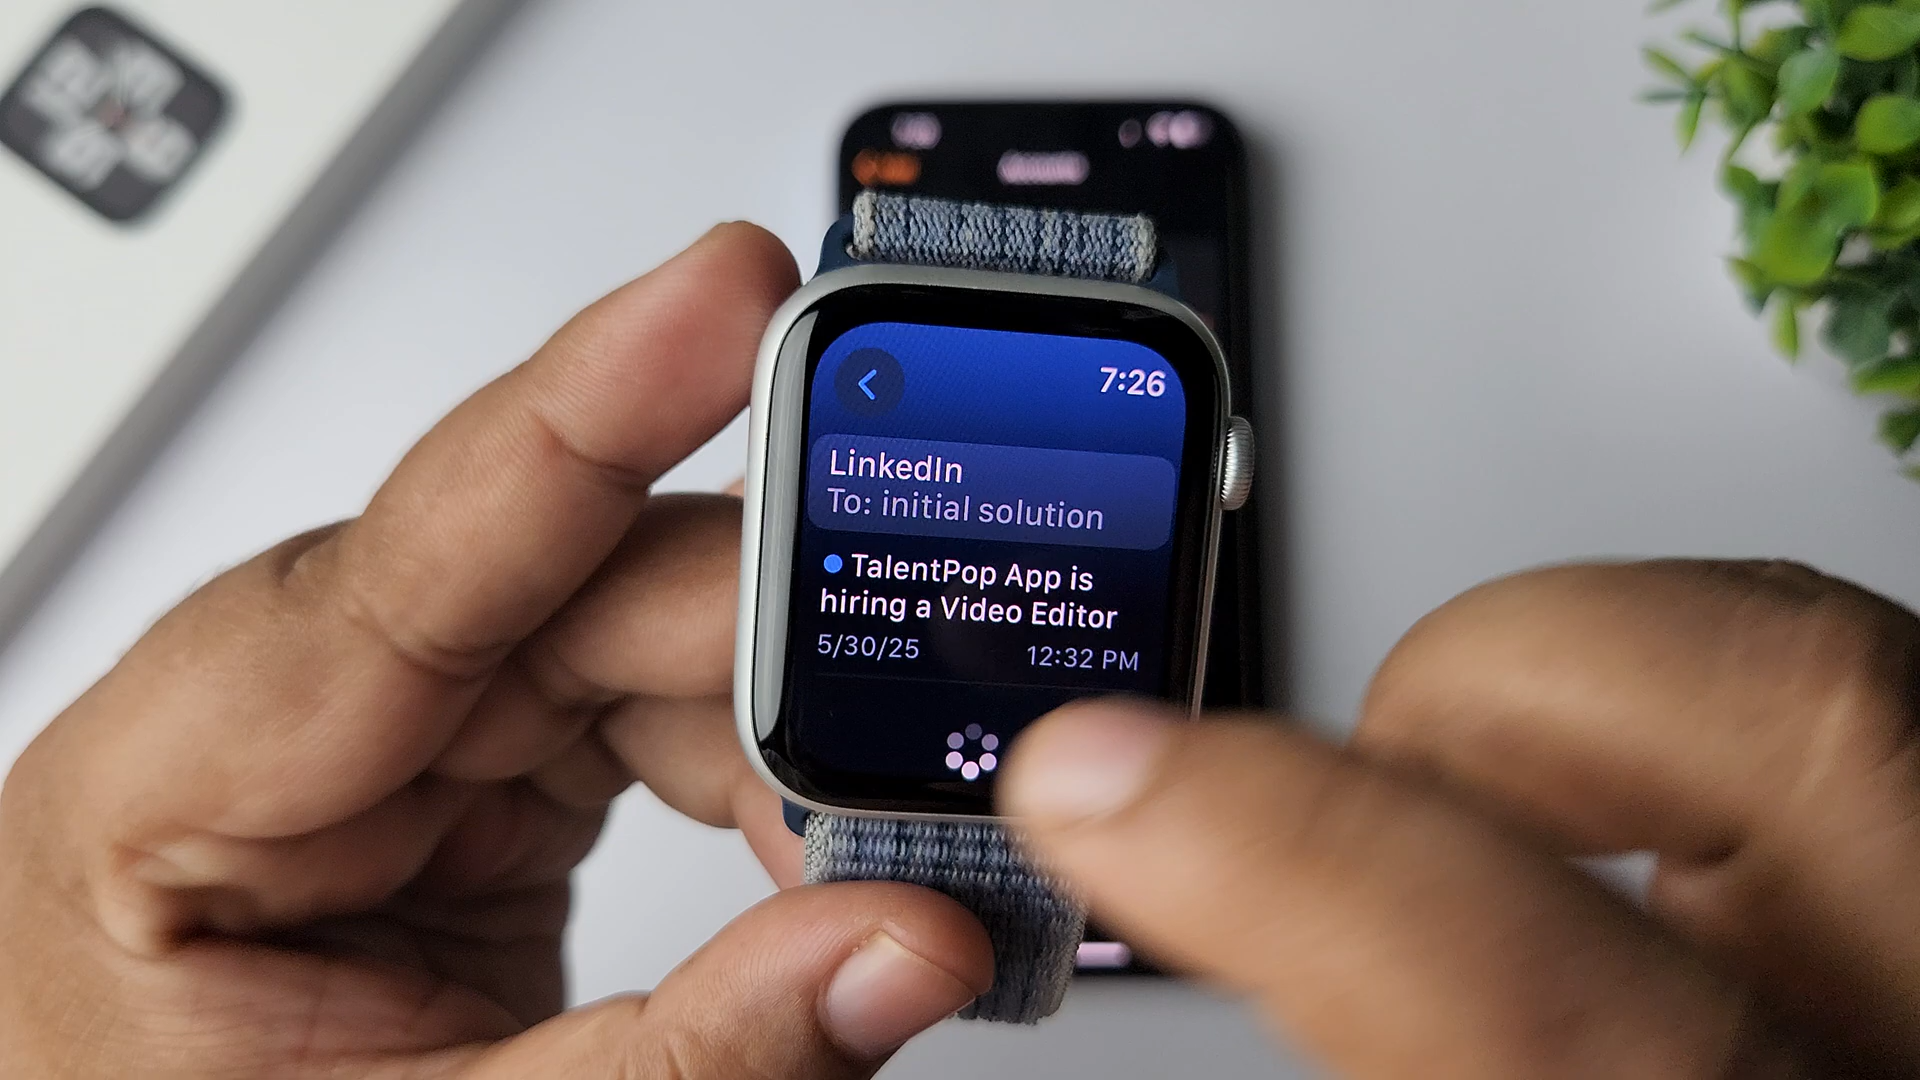 7:26
LinkedIn
To: initial solution
TalentPop App is
hiring a Video Editor
5/30/25 12:32 PM